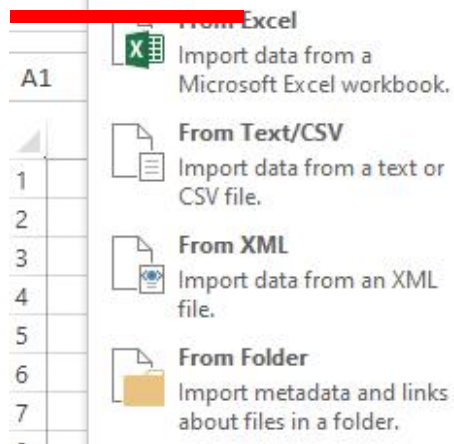 From Excel
Import data from a
Microsoft Excel workbook.
A1
From Text/CSV
Import data from a text or
1
CSV file.
2
From XML
3
Import data from an XML
4
file.
5
From Folder
6
Import metadata and links
7
about files in a folder.